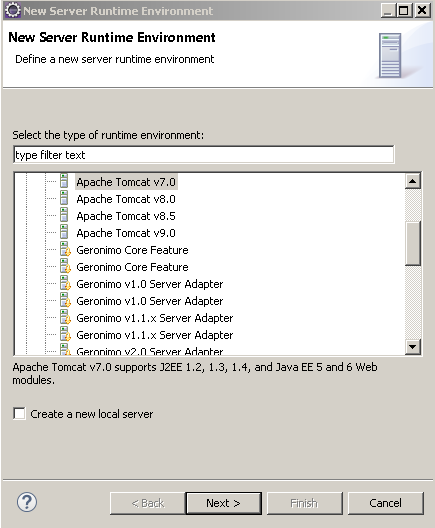 New Server Runtime Environment
New Server Runtime Environment
Define a new server runtime environment
Select the type of runtime environment:
type filter text
Apache Tomcat v7.0
Apache Tomcat v8.0
Apache Tomcat v8.5
Apache Tomcat v9.0
Geronimo Core Feature
Geronimo Core Feature
Geronimo v1.0 Server Adapter
Geronimo v1.0 Server Adapter
Geronimo v1.1.x Server Adapter
Geronimo v1.1.x Server Adapter
Geronimo v2.0 Server Adapter
Apache Tomcat v7.0 supports J2EE 1.2, 1.3, 1.4, and Java EE 5 and 6 Web
modules.
Create a new local server
? < Back Next > Finish Cancel